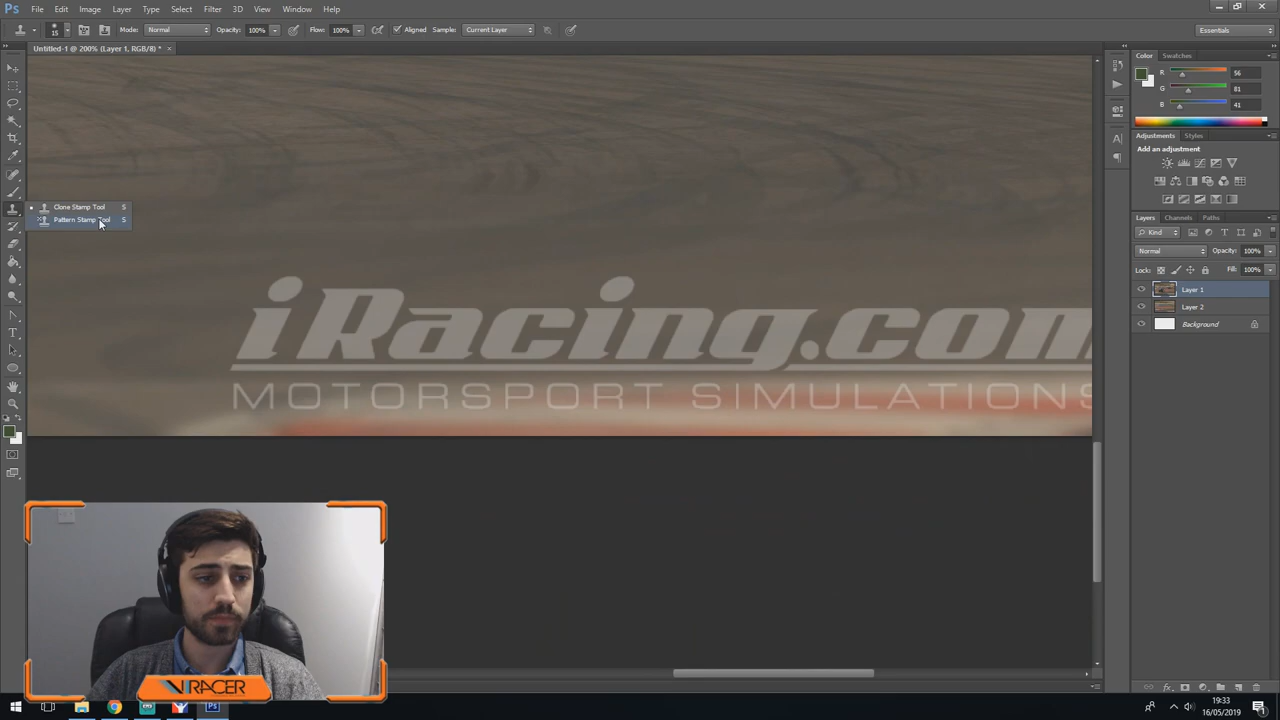 Ps File Edit Image Layer Type Select Filter 3D View Window Help
15 Mode: Normal Opacity: 100% Flow: 100% Aligned Sample: Current Layer Essentials
Untitled-1 @ 200% (Layer 1, RGB/8) * ×
Color Swatches
R 56
G 81
B 41
Adjustments Styles
Add an adjustment
Clone Stamp Tool S
Pattern Stamp Tool S
Layers Channels Paths
Kind
Normal Opacity: 100%
Lock: Fill: 100%
Layer 1
Layer 2
Background
iRacing.com
MOTORSPORT SIMULATIONS
V1RACER
Ps
19:33
16/05/2019